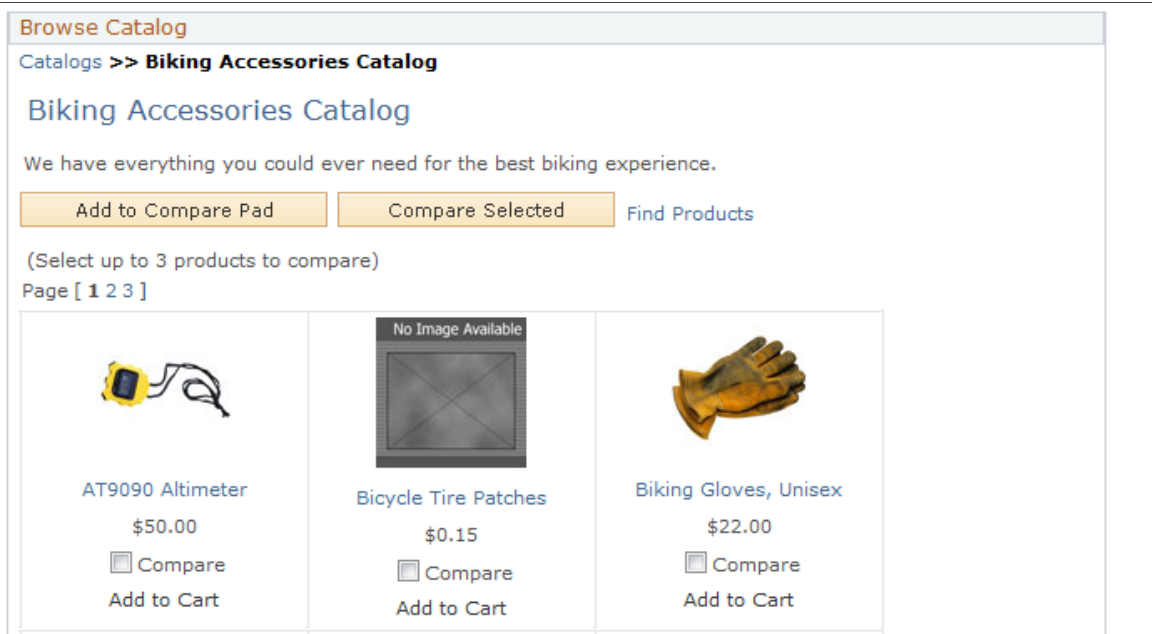 Browse Catalog
Catalogs >> Biking Accessories Catalog
Biking Accessories Catalog
We have everything you could ever need for the best biking experience.
Add to Compare Pad Compare Selected Find Products
(Select up to 3 products to compare)
Page [ 1 2 3 ]
No Image Available
AT9090 Altimeter Bicycle Tire Patches Biking Gloves, Unisex
$50.00 $0.15 $22.00
Compare Compare Compare
Add to Cart Add to Cart Add to Cart